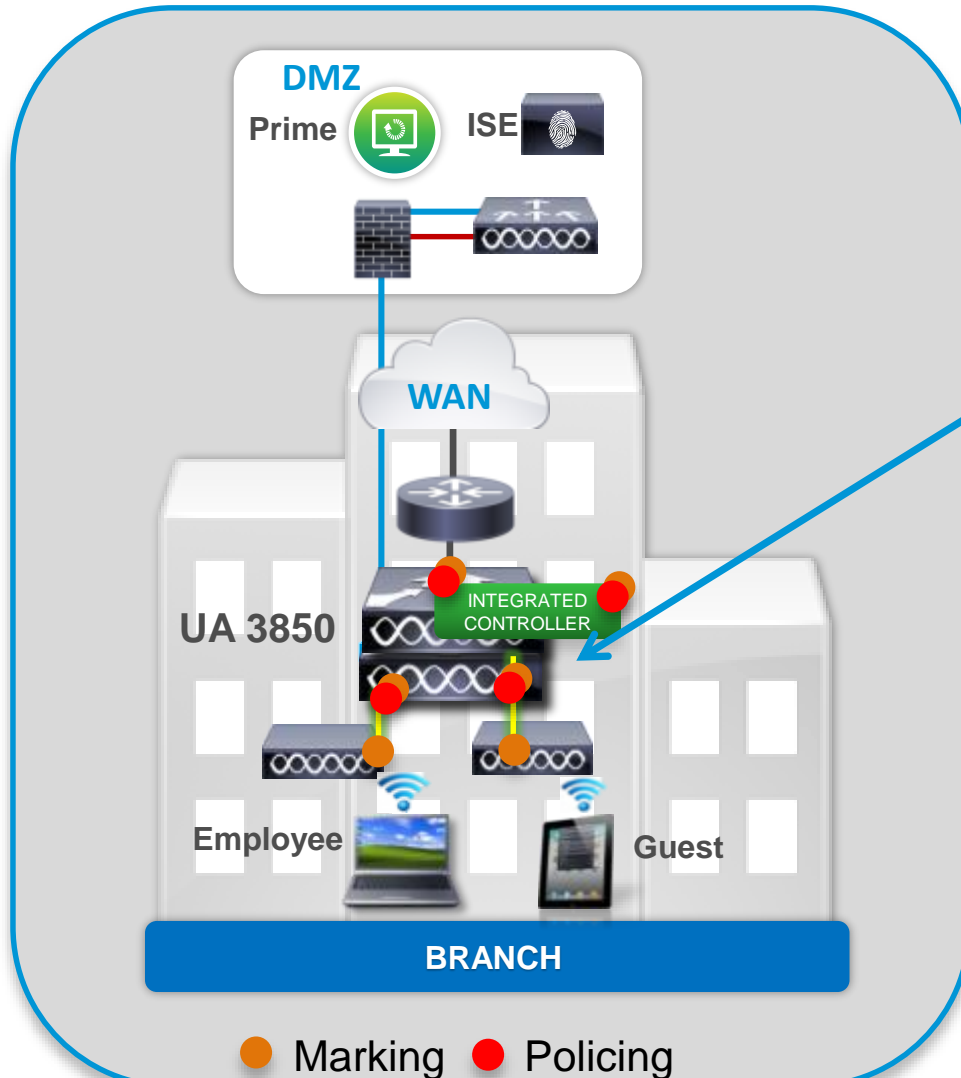 DMZ
Prime
ISE
WAN
INTEGRATED
CONTROLLER
UA 3850
Employee
Guest
BRANCH
Marking
Policing